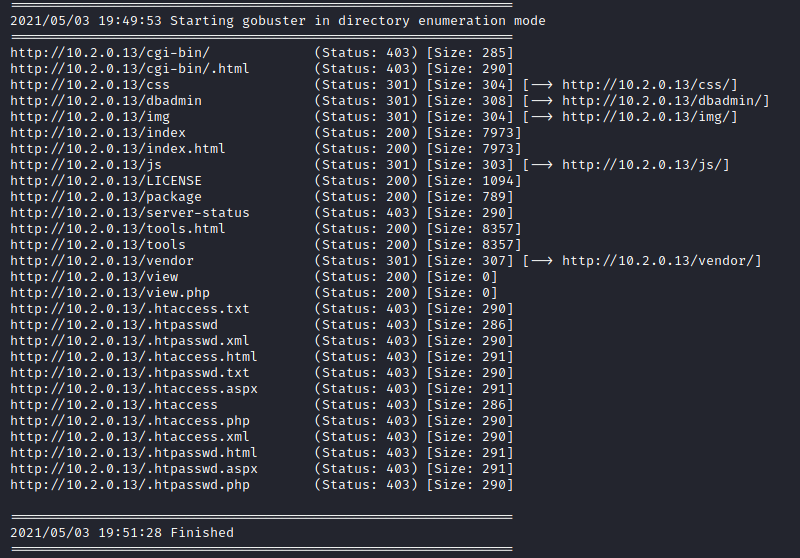 ===============================================================
2021/05/03 19:49:53 Starting gobuster in directory enumeration mode
===============================================================
http://10.2.0.13/cgi-bin/             (Status: 403) [Size: 285]
http://10.2.0.13/cgi-bin/.html        (Status: 403) [Size: 290]
http://10.2.0.13/css                  (Status: 301) [Size: 304] [--> http://10.2.0.13/css/]
http://10.2.0.13/dbadmin              (Status: 301) [Size: 308] [--> http://10.2.0.13/dbadmin/]
http://10.2.0.13/img                  (Status: 301) [Size: 304] [--> http://10.2.0.13/img/]
http://10.2.0.13/index                (Status: 200) [Size: 7973]
http://10.2.0.13/index.html           (Status: 200) [Size: 7973]
http://10.2.0.13/js                   (Status: 301) [Size: 303] [--> http://10.2.0.13/js/]
http://10.2.0.13/LICENSE              (Status: 200) [Size: 1094]
http://10.2.0.13/package              (Status: 200) [Size: 789]
http://10.2.0.13/server-status        (Status: 403) [Size: 290]
http://10.2.0.13/tools.html           (Status: 200) [Size: 8357]
http://10.2.0.13/tools                (Status: 200) [Size: 8357]
http://10.2.0.13/vendor               (Status: 301) [Size: 307] [--> http://10.2.0.13/vendor/]
http://10.2.0.13/view                 (Status: 200) [Size: 0]
http://10.2.0.13/view.php             (Status: 200) [Size: 0]
http://10.2.0.13/.htaccess.txt        (Status: 403) [Size: 290]
http://10.2.0.13/.htpasswd            (Status: 403) [Size: 286]
http://10.2.0.13/.htpasswd.xml        (Status: 403) [Size: 290]
http://10.2.0.13/.htaccess.html       (Status: 403) [Size: 291]
http://10.2.0.13/.htpasswd.txt        (Status: 403) [Size: 290]
http://10.2.0.13/.htaccess.aspx       (Status: 403) [Size: 291]
http://10.2.0.13/.htaccess            (Status: 403) [Size: 286]
http://10.2.0.13/.htaccess.php        (Status: 403) [Size: 290]
http://10.2.0.13/.htaccess.xml        (Status: 403) [Size: 290]
http://10.2.0.13/.htpasswd.html       (Status: 403) [Size: 291]
http://10.2.0.13/.htpasswd.aspx       (Status: 403) [Size: 291]
http://10.2.0.13/.htpasswd.php        (Status: 403) [Size: 290]
===============================================================
2021/05/03 19:51:28 Finished
===============================================================